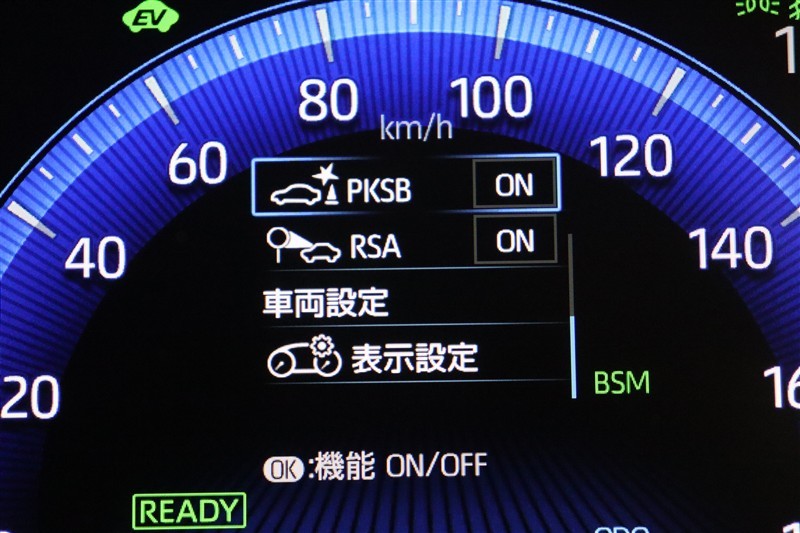 EV
80
100
km/h
60
120
PKSB ON
RSA ON
40
140
車両設定
表示設定
20
BSM
OK:機能 ON/OFF
READY